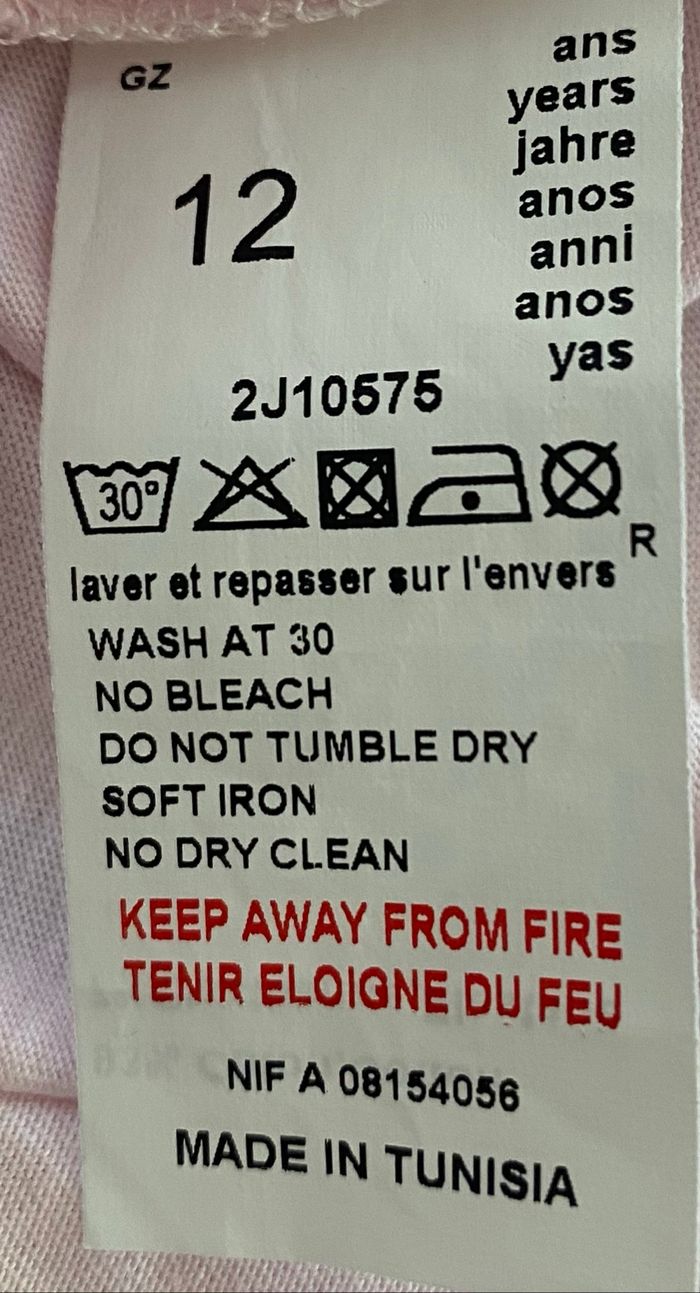 GZ
12
ans
years
jahre
anos
anni
anos
yas
2J10575
30°
R
laver et repasser sur l'envers
WASH AT 30
NO BLEACH
DO NOT TUMBLE DRY
SOFT IRON
NO DRY CLEAN
KEEP AWAY FROM FIRE
TENIR ELOIGNE DU FEU
NIF A 08154056
MADE IN TUNISIA